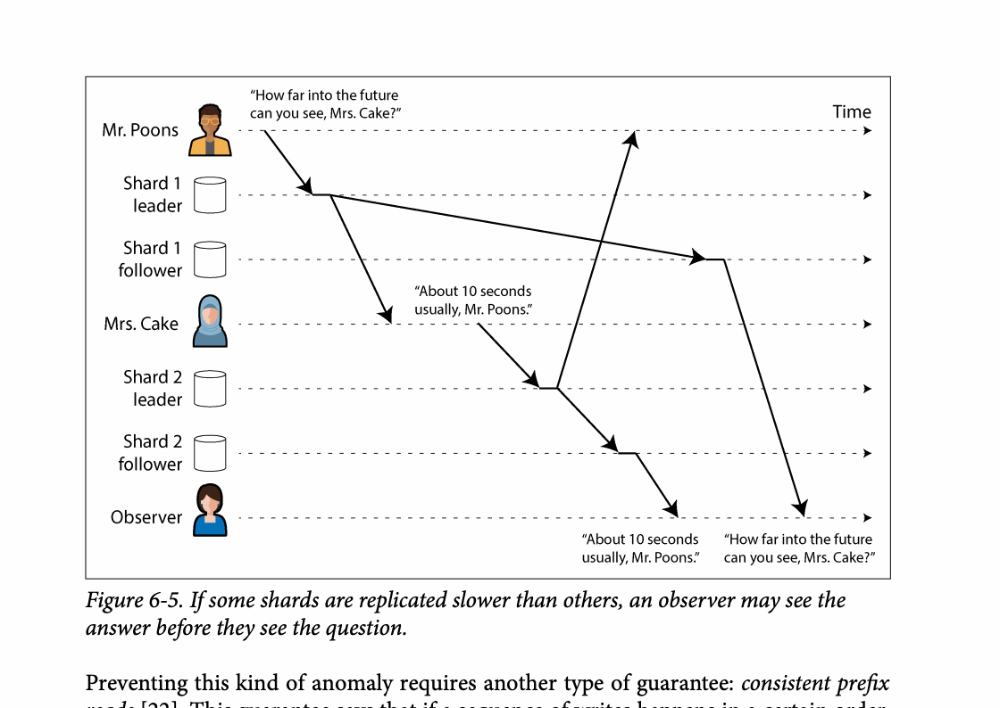 “How far into the future
can you see, Mrs. Cake?”
Time
Mr. Poons
Shard 1
leader
Shard 1
follower
“About 10 seconds
usually, Mr. Poons.”
Mrs. Cake
Shard 2
leader
Shard 2
follower
Observer
“About 10 seconds
usually, Mr. Poons.”
“How far into the future
can you see, Mrs. Cake?”
Figure 6-5. If some shards are replicated slower than others, an observer may see the
answer before they see the question.
Preventing this kind of anomaly requires another type of guarantee: consistent prefix